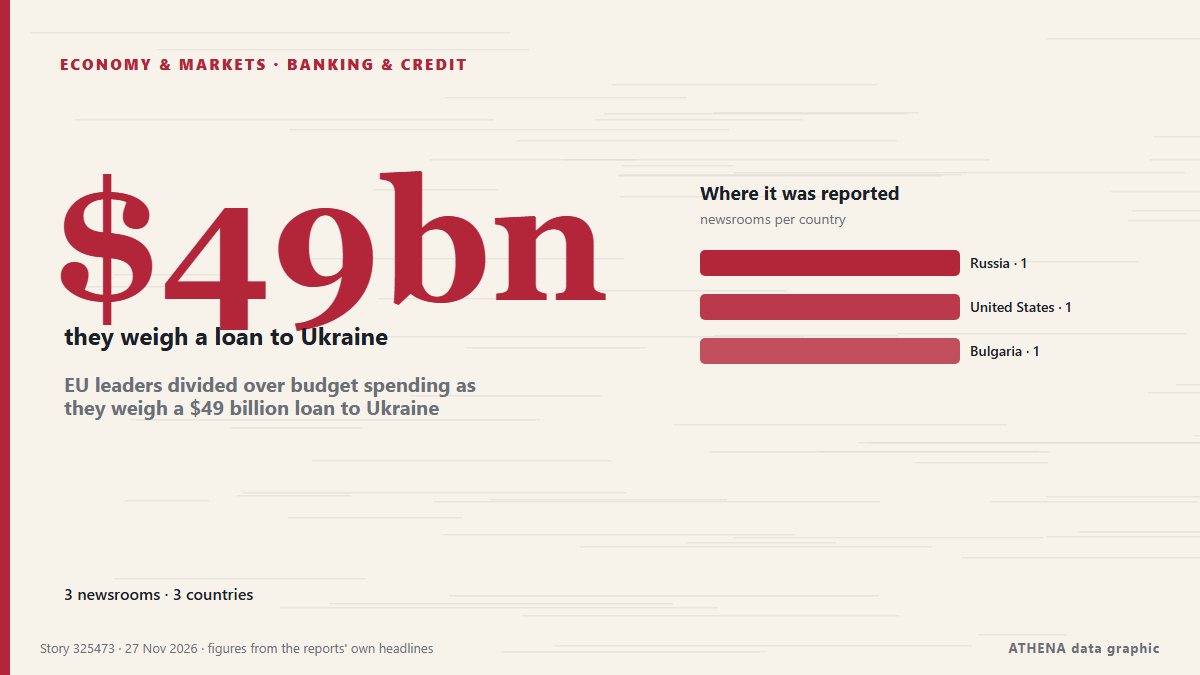 ECONOMY & MARKETS · BANKING & CREDIT
$49bn
they weigh a loan to Ukraine
EU leaders divided over budget spending as
they weigh a $49 billion loan to Ukraine
Where it was reported
newsrooms per country
Russia · 1
United States · 1
Bulgaria · 1
3 newsrooms · 3 countries
Story 325473 · 27 Nov 2026 · figures from the reports' own headlines
ATHENA data graphic